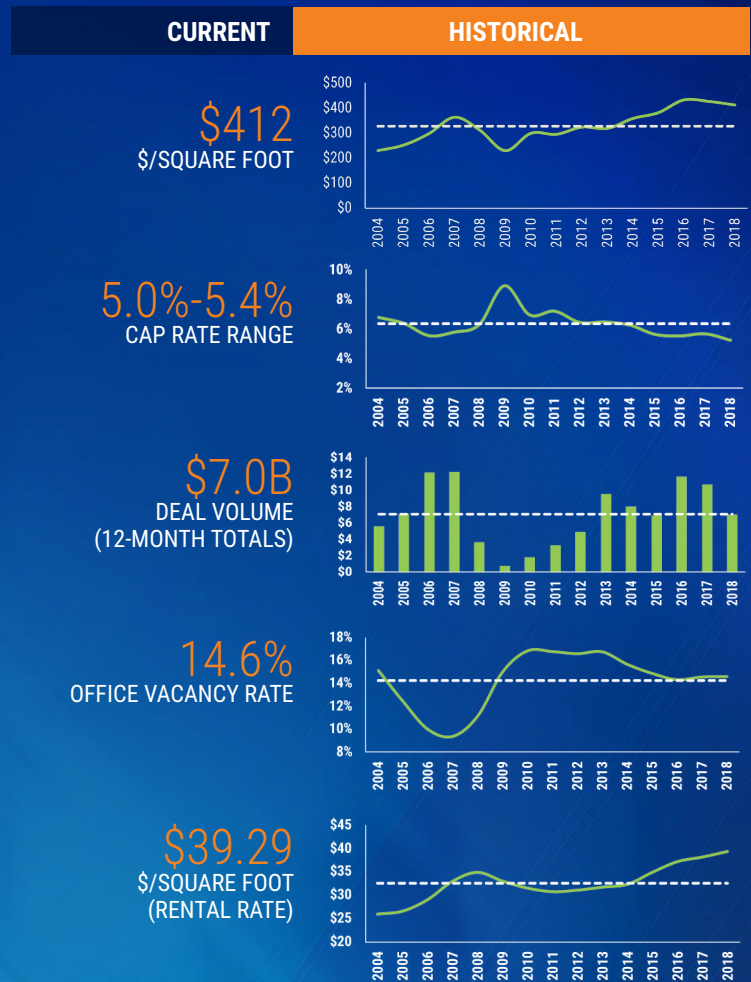 CURRENT HISTORICAL
$412
$/SQUARE FOOT
$500
$400
$300
$200
$100
$0
2004 2005 2006 2007 2008 2009 2010 2011 2012 2013 2014 2015 2016 2017 2018
5.0%-5.4%
CAP RATE RANGE
10%
8%
6%
4%
2%
2004 2005 2006 2007 2008 2009 2010 2011 2012 2013 2014 2015 2016 2017 2018
$7.0B
DEAL VOLUME
(12-MONTH TOTALS)
$14
$12
$10
$8
$6
$4
$2
$0
2004 2005 2006 2007 2008 2009 2010 2011 2012 2013 2014 2015 2016 2017 2018
14.6%
OFFICE VACANCY RATE
18%
16%
14%
12%
10%
8%
2004 2005 2006 2007 2008 2009 2010 2011 2012 2013 2014 2015 2016 2017 2018
$39.29
$/SQUARE FOOT
(RENTAL RATE)
$45
$40
$35
$30
$25
$20
2004 2005 2006 2007 2008 2009 2010 2011 2012 2013 2014 2015 2016 2017 2018